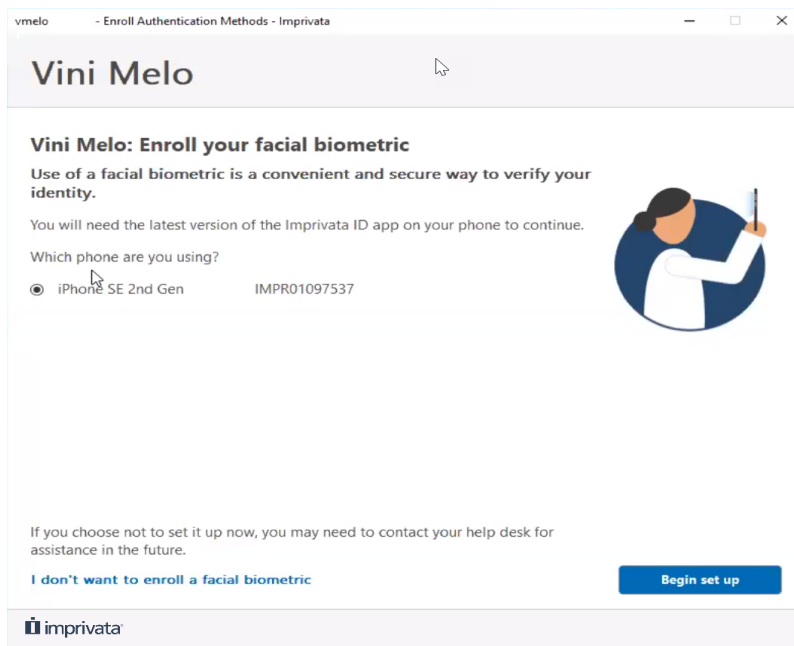 vmelo - Enroll Authentication Methods - Imprivata
Vini Melo
Vini Melo: Enroll your facial biometric
Use of a facial biometric is a convenient and secure way to verify your
identity.
You will need the latest version of the Imprivata ID app on your phone to continue.
Which phone are you using?
iPhone SE 2nd Gen IMPR01097537
If you choose not to set it up now, you may need to contact your help desk for
assistance in the future.
I don't want to enroll a facial biometric
Begin set up
imprivata